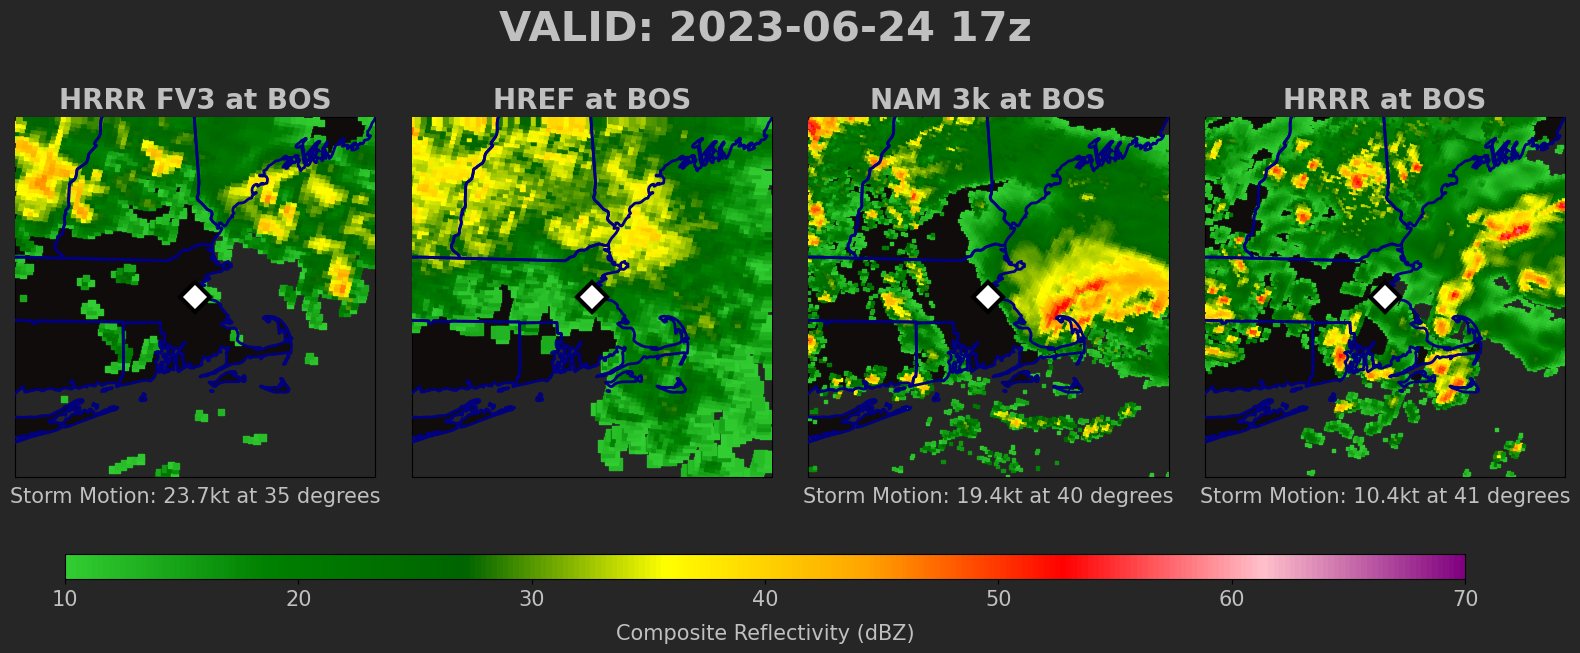 VALID: 2023-06-24 17z
HRRR FV3 at BOS
HREF at BOS
NAM 3k at BOS
HRRR at BOS
Storm Motion: 23.7kt at 35 degrees
Storm Motion: 19.4kt at 40 degrees
Storm Motion: 10.4kt at 41 degrees
10 20 30 40 50 60 70
Composite Reflectivity (dBZ)